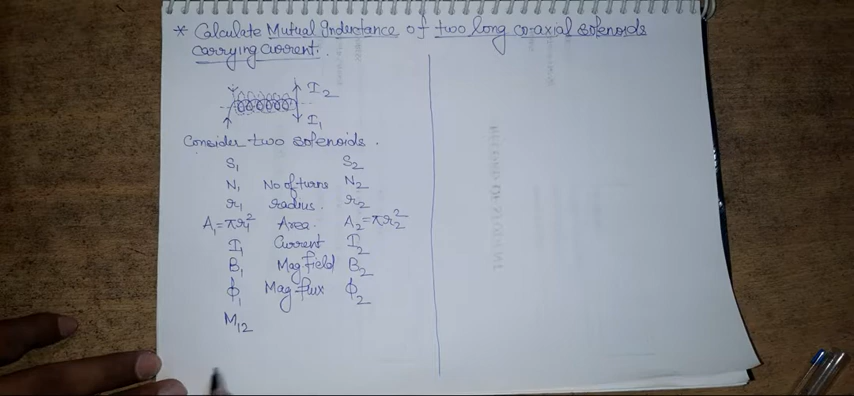 * Calculate Mutual Inductance of two long co-axial solenoids
carrying current.
I2
I1
Consider two solenoids.
S1 S2
N1 No of turns N2
r1 radius. r2
A1=πr1² Area. A2=πr2²
I1 Current I2
B1 Mag field B2
ϕ1 Mag flux ϕ2
M12